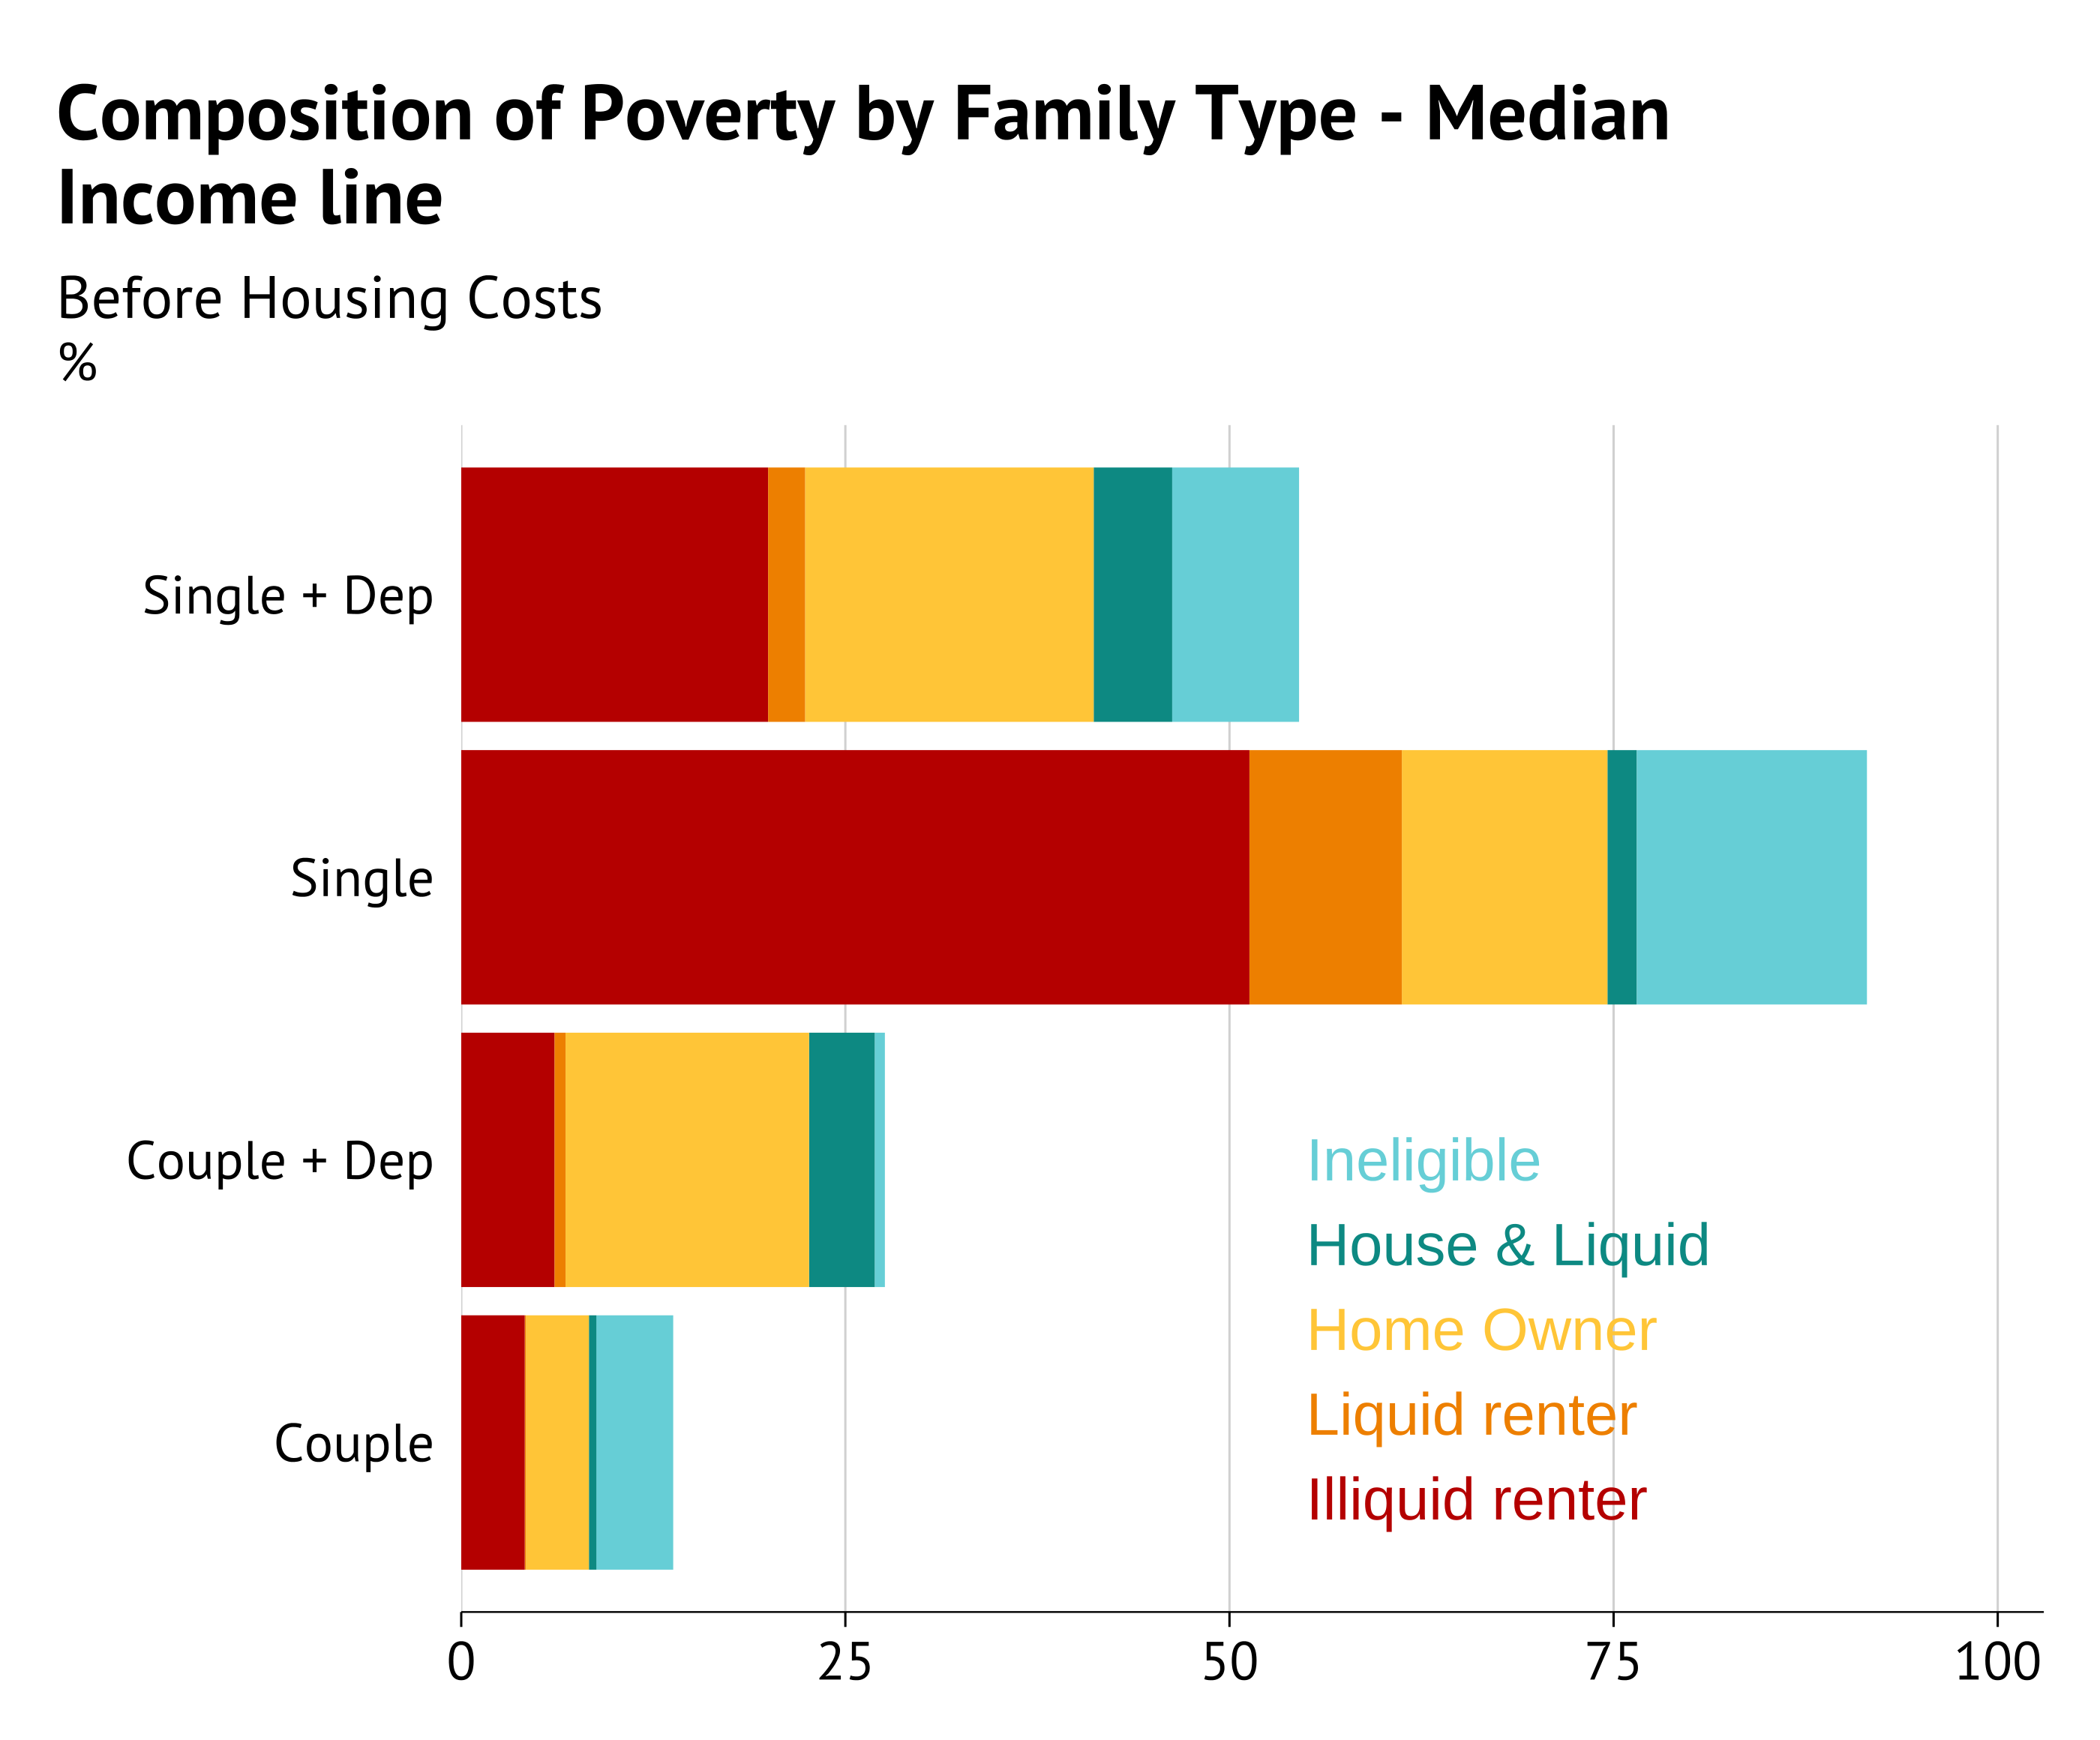 Composition of Poverty by Family Type - Median
Income line
Before Housing Costs
%
Single + Dep
Single
Couple + Dep
Couple
Ineligible
House & Liquid
Home Owner
Liquid renter
Illiquid renter
0 25 50 75 100